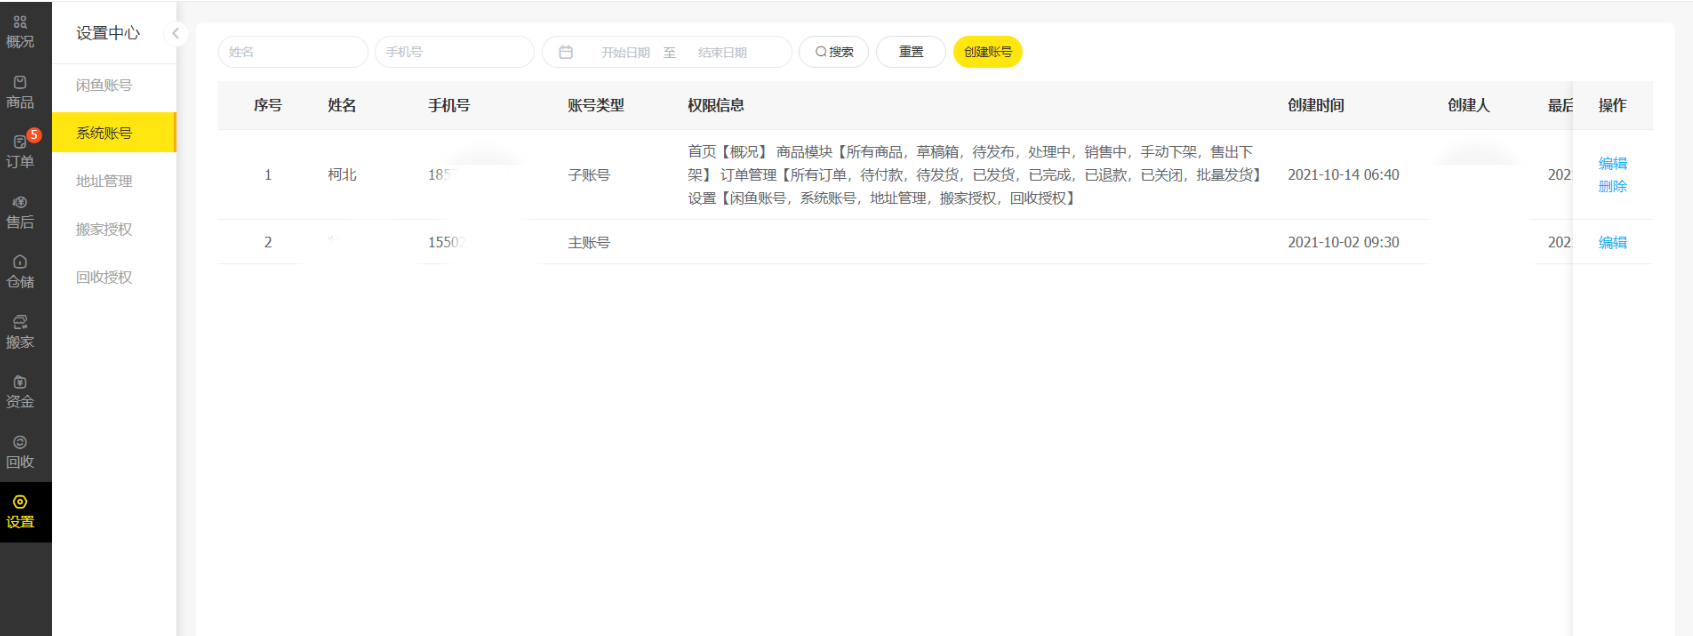 概况
商品
5
订单
售后
仓储
搬家
资金
回收
设置
设置中心
闲鱼账号
系统账号
地址管理
搬家授权
回收授权
姓名
手机号
开始日期 至 结束日期
搜索
重置
创建账号
序号 姓名 手机号 账号类型 权限信息 创建时间 创建人 最后 操作
1 柯北 185 子账号
首页【概况】 商品模块【所有商品，草稿箱，待发布，处理中，销售中，手动下架，售出下
架】 订单管理【所有订单，待付款，待发货，已发货，已完成，已退款，已关闭，批量发货】
设置【闲鱼账号，系统账号，地址管理，搬家授权，回收授权】
2021-10-14 06:40 202
编辑
删除
2 1550 主账号 2021-10-02 09:30 202 编辑